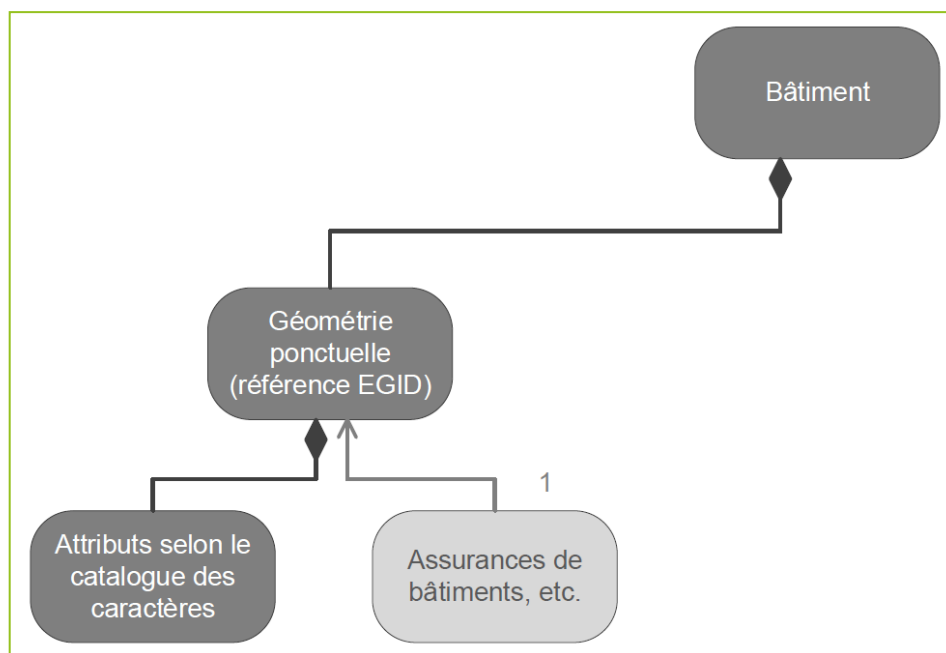 Bâtiment
Géométrie
ponctuelle
(référence EGID)
1
Attributs selon le
catalogue des
caractères
Assurances de
bâtiments, etc.